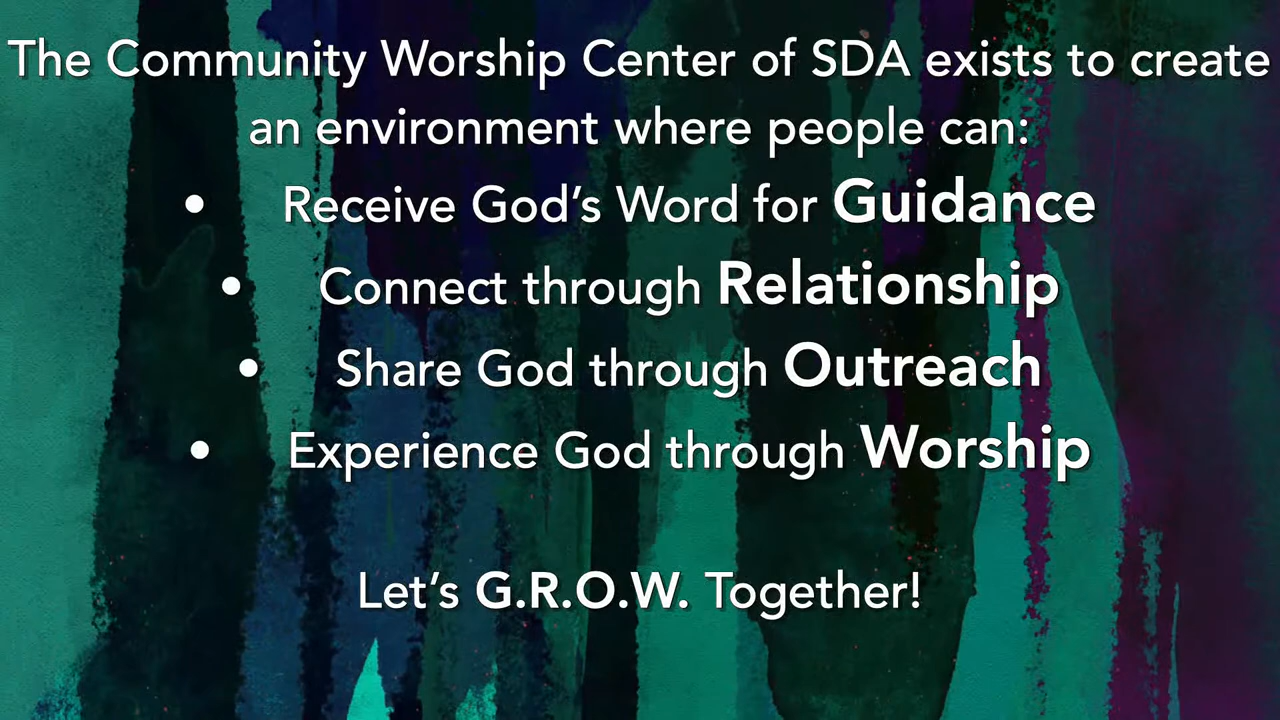 The Community Worship Center of SDA exists to create
an environment where people can:
• Receive God’s Word for Guidance
• Connect through Relationship
• Share God through Outreach
• Experience God through Worship
Let’s G.R.O.W. Together!